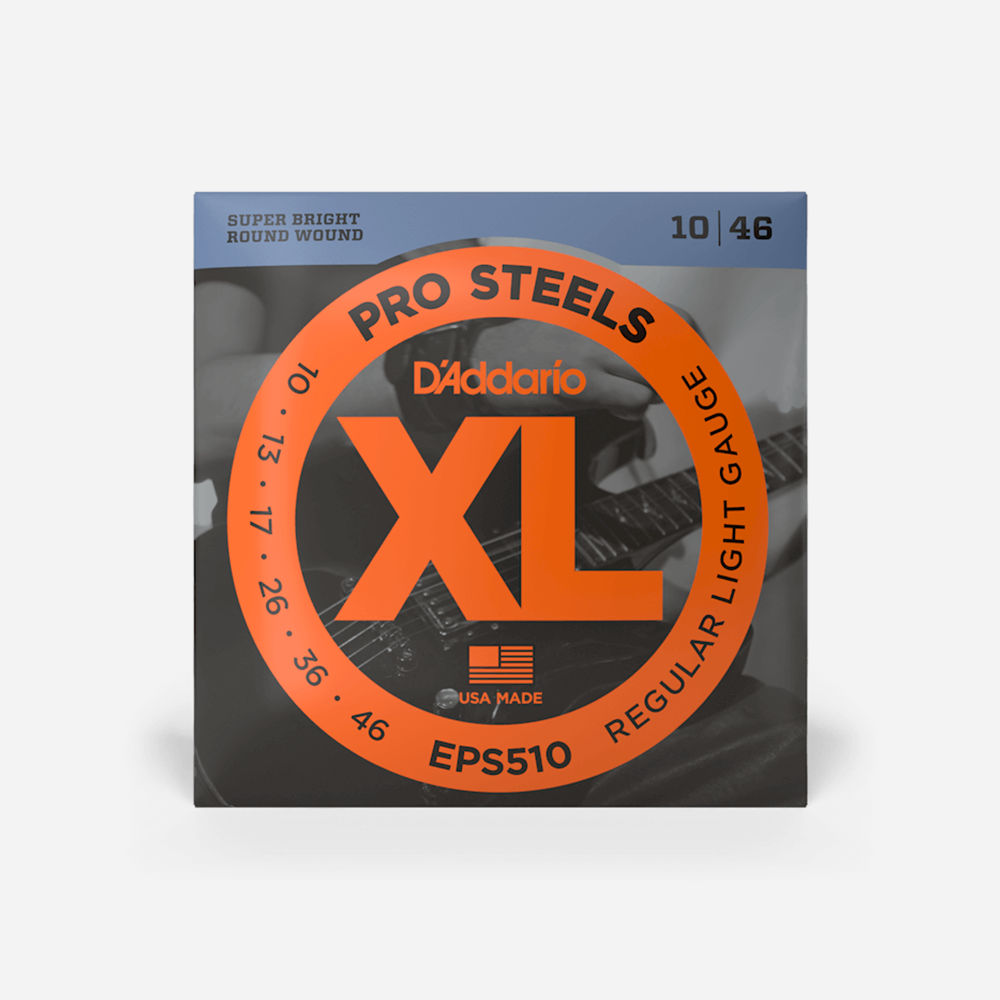 SUPER BRIGHT
ROUND WOUND
10|46
PRO STEELS
D'Addario
XL
10 · 13 · 17 · 26 · 36 · 46
REGULAR LIGHT GAUGE
USA MADE
EPS510